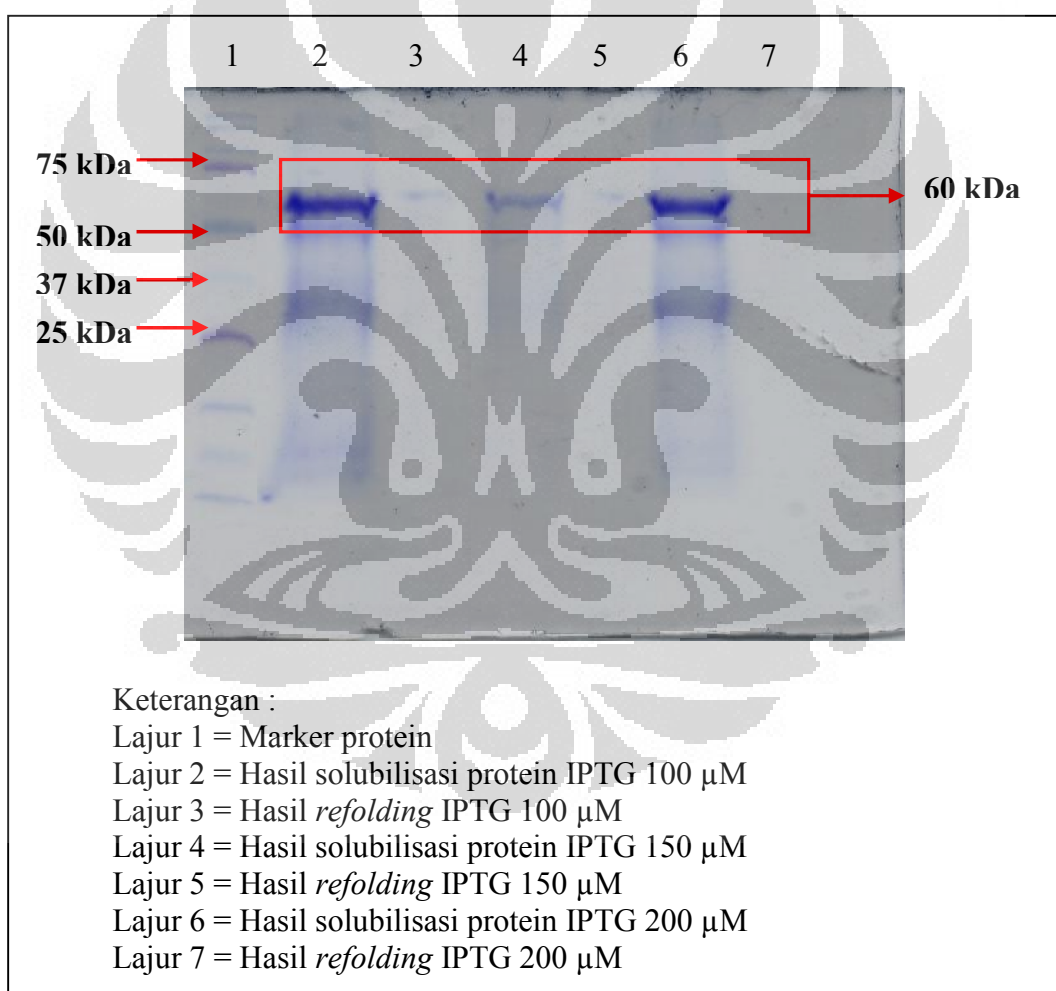 1 2 3 4 5 6 7
75 kDa
60 kDa
50 kDa
37 kDa
25 kDa
Keterangan :
Lajur 1 = Marker protein
Lajur 2 = Hasil solubilisasi protein IPTG 100 µM
Lajur 3 = Hasil refolding IPTG 100 µM
Lajur 4 = Hasil solubilisasi protein IPTG 150 µM
Lajur 5 = Hasil refolding IPTG 150 µM
Lajur 6 = Hasil solubilisasi protein IPTG 200 µM
Lajur 7 = Hasil refolding IPTG 200 µM